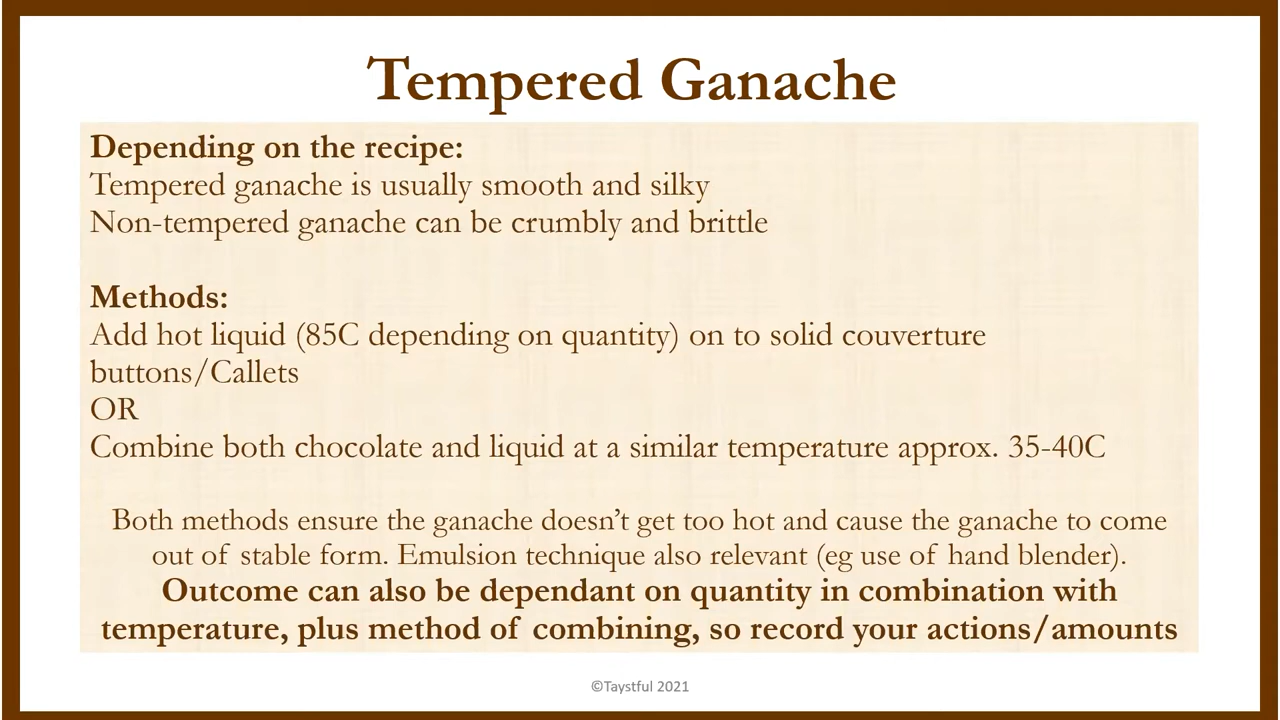 Tempered Ganache
Depending on the recipe:
Tempered ganache is usually smooth and silky
Non-tempered ganache can be crumbly and brittle
Methods:
Add hot liquid (85C depending on quantity) on to solid couverture
buttons/Callets
OR
Combine both chocolate and liquid at a similar temperature approx. 35-40C
Both methods ensure the ganache doesn’t get too hot and cause the ganache to come
out of stable form. Emulsion technique also relevant (eg use of hand blender).
Outcome can also be dependant on quantity in combination with
temperature, plus method of combining, so record your actions/amounts
©Taystful 2021